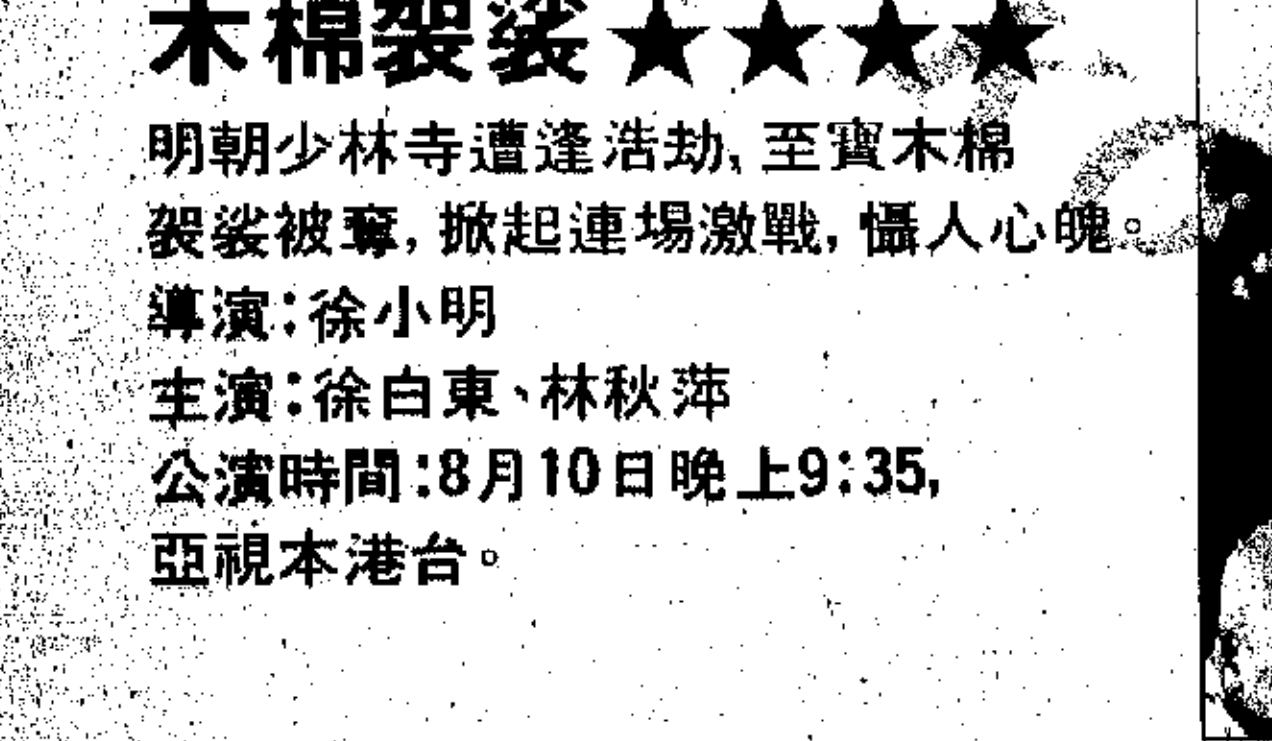 木棉袈裟★★★★
明朝少林寺遭逢浩劫，至寶木棉
袈裟被奪，掀起連場激戰，懾人心魄。
導演：徐小明
主演：徐白東、林秋萍
公演時間：8月10日晚上9：35，
亞視本港台。